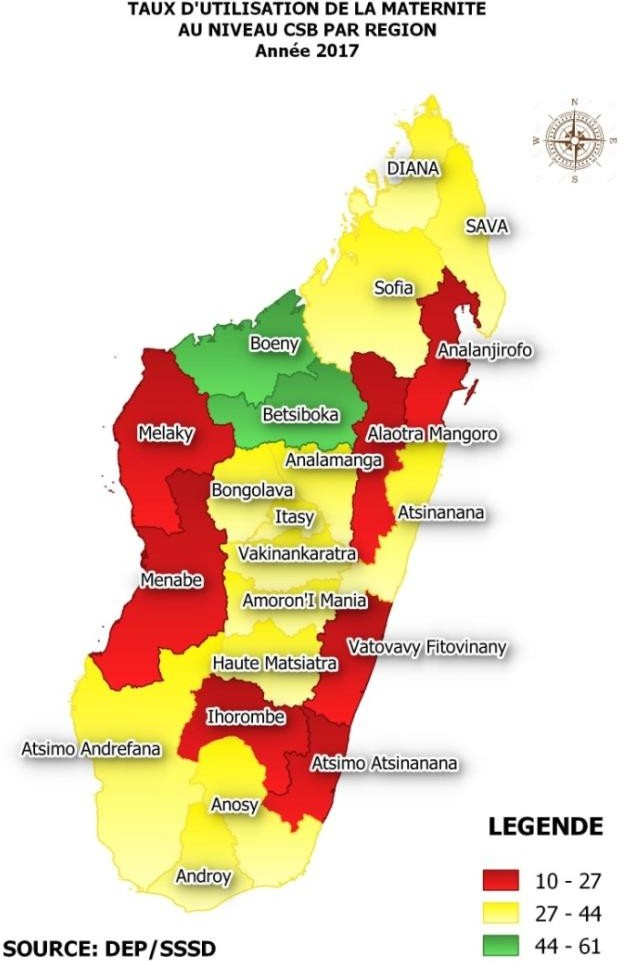 TAUX D'UTILISATION DE LA MATERNITE
AU NIVEAU CSB PAR REGION
Année 2017
N
W
E
S
DIANA
SAVA
Sofia
Boeny
Analanjirofo
Betsiboka
Melaky
Alaotra Mangoro
Analamanga
Bongolava
Itasy
Atsinanana
Vakinankaratra
Menabe
Amoron'I Mania
Vatovavy Fitovinany
Haute Matsiatra
Ihorombe
Atsimo Andrefana
Atsimo Atsinanana
Anosy
Androy
LEGENDE
10 - 27
27 - 44
44 - 61
SOURCE: DEP/SSSD